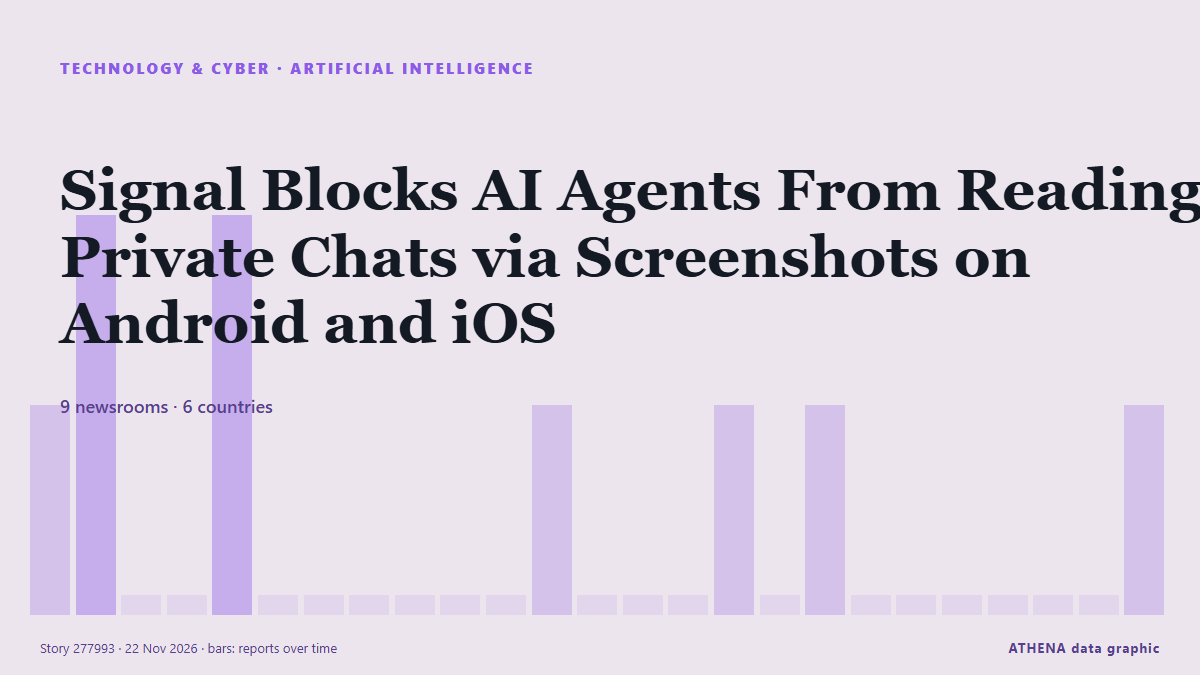 TECHNOLOGY & CYBER · ARTIFICIAL INTELLIGENCE
Signal Blocks AI Agents From Reading
Private Chats via Screenshots on
Android and iOS
9 newsrooms · 6 countries
Story 277993 · 22 Nov 2026 · bars: reports over time
ATHENA data graphic